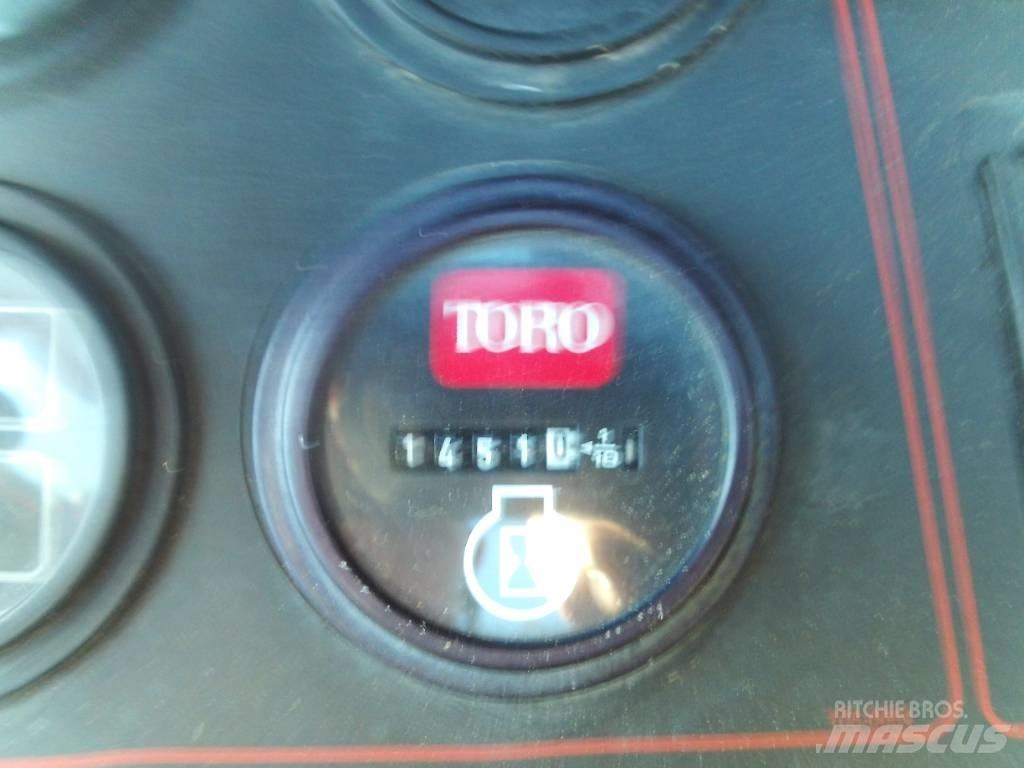 TORO
14510 1/10
RITCHIE BROS.
MASCUS